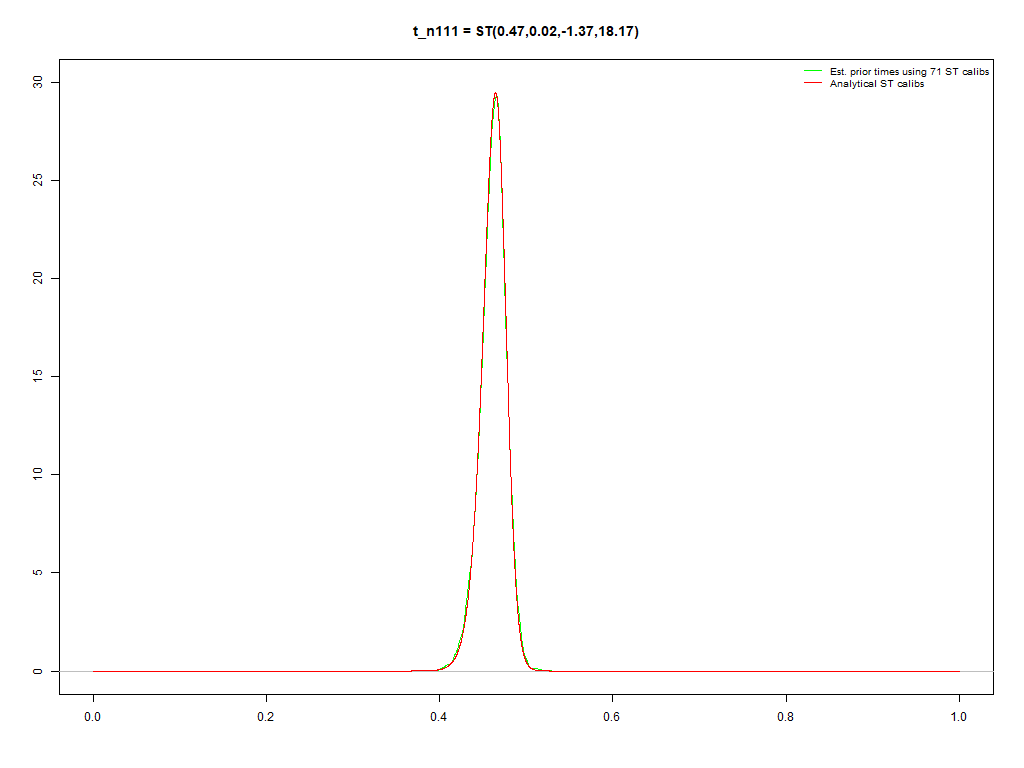 t_n111 = ST(0.47,0.02,-1.37,18.17)
Est. prior times using 71 ST calibs
Analytical ST calibs
30
25
20
15
10
5
0
0.0 0.2 0.4 0.6 0.8 1.0